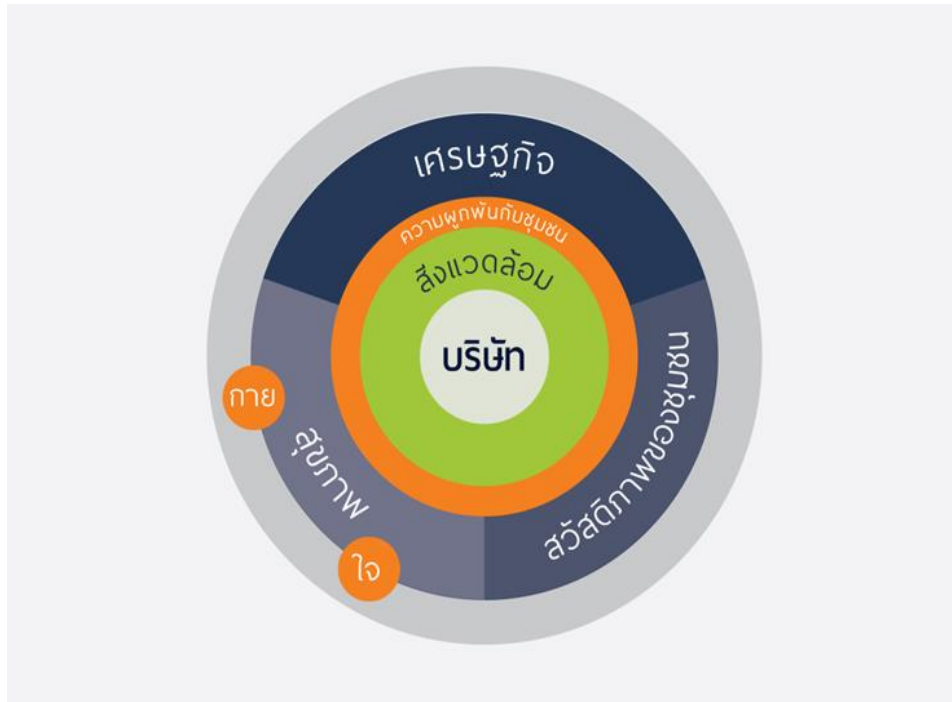 เศรษฐกิจ
ความผูกพันกับชุมชน
สิ่งแวดล้อม
บริษัท
กาย
สุขภาพ
ใจ
สวัสดิภาพของชุมชน